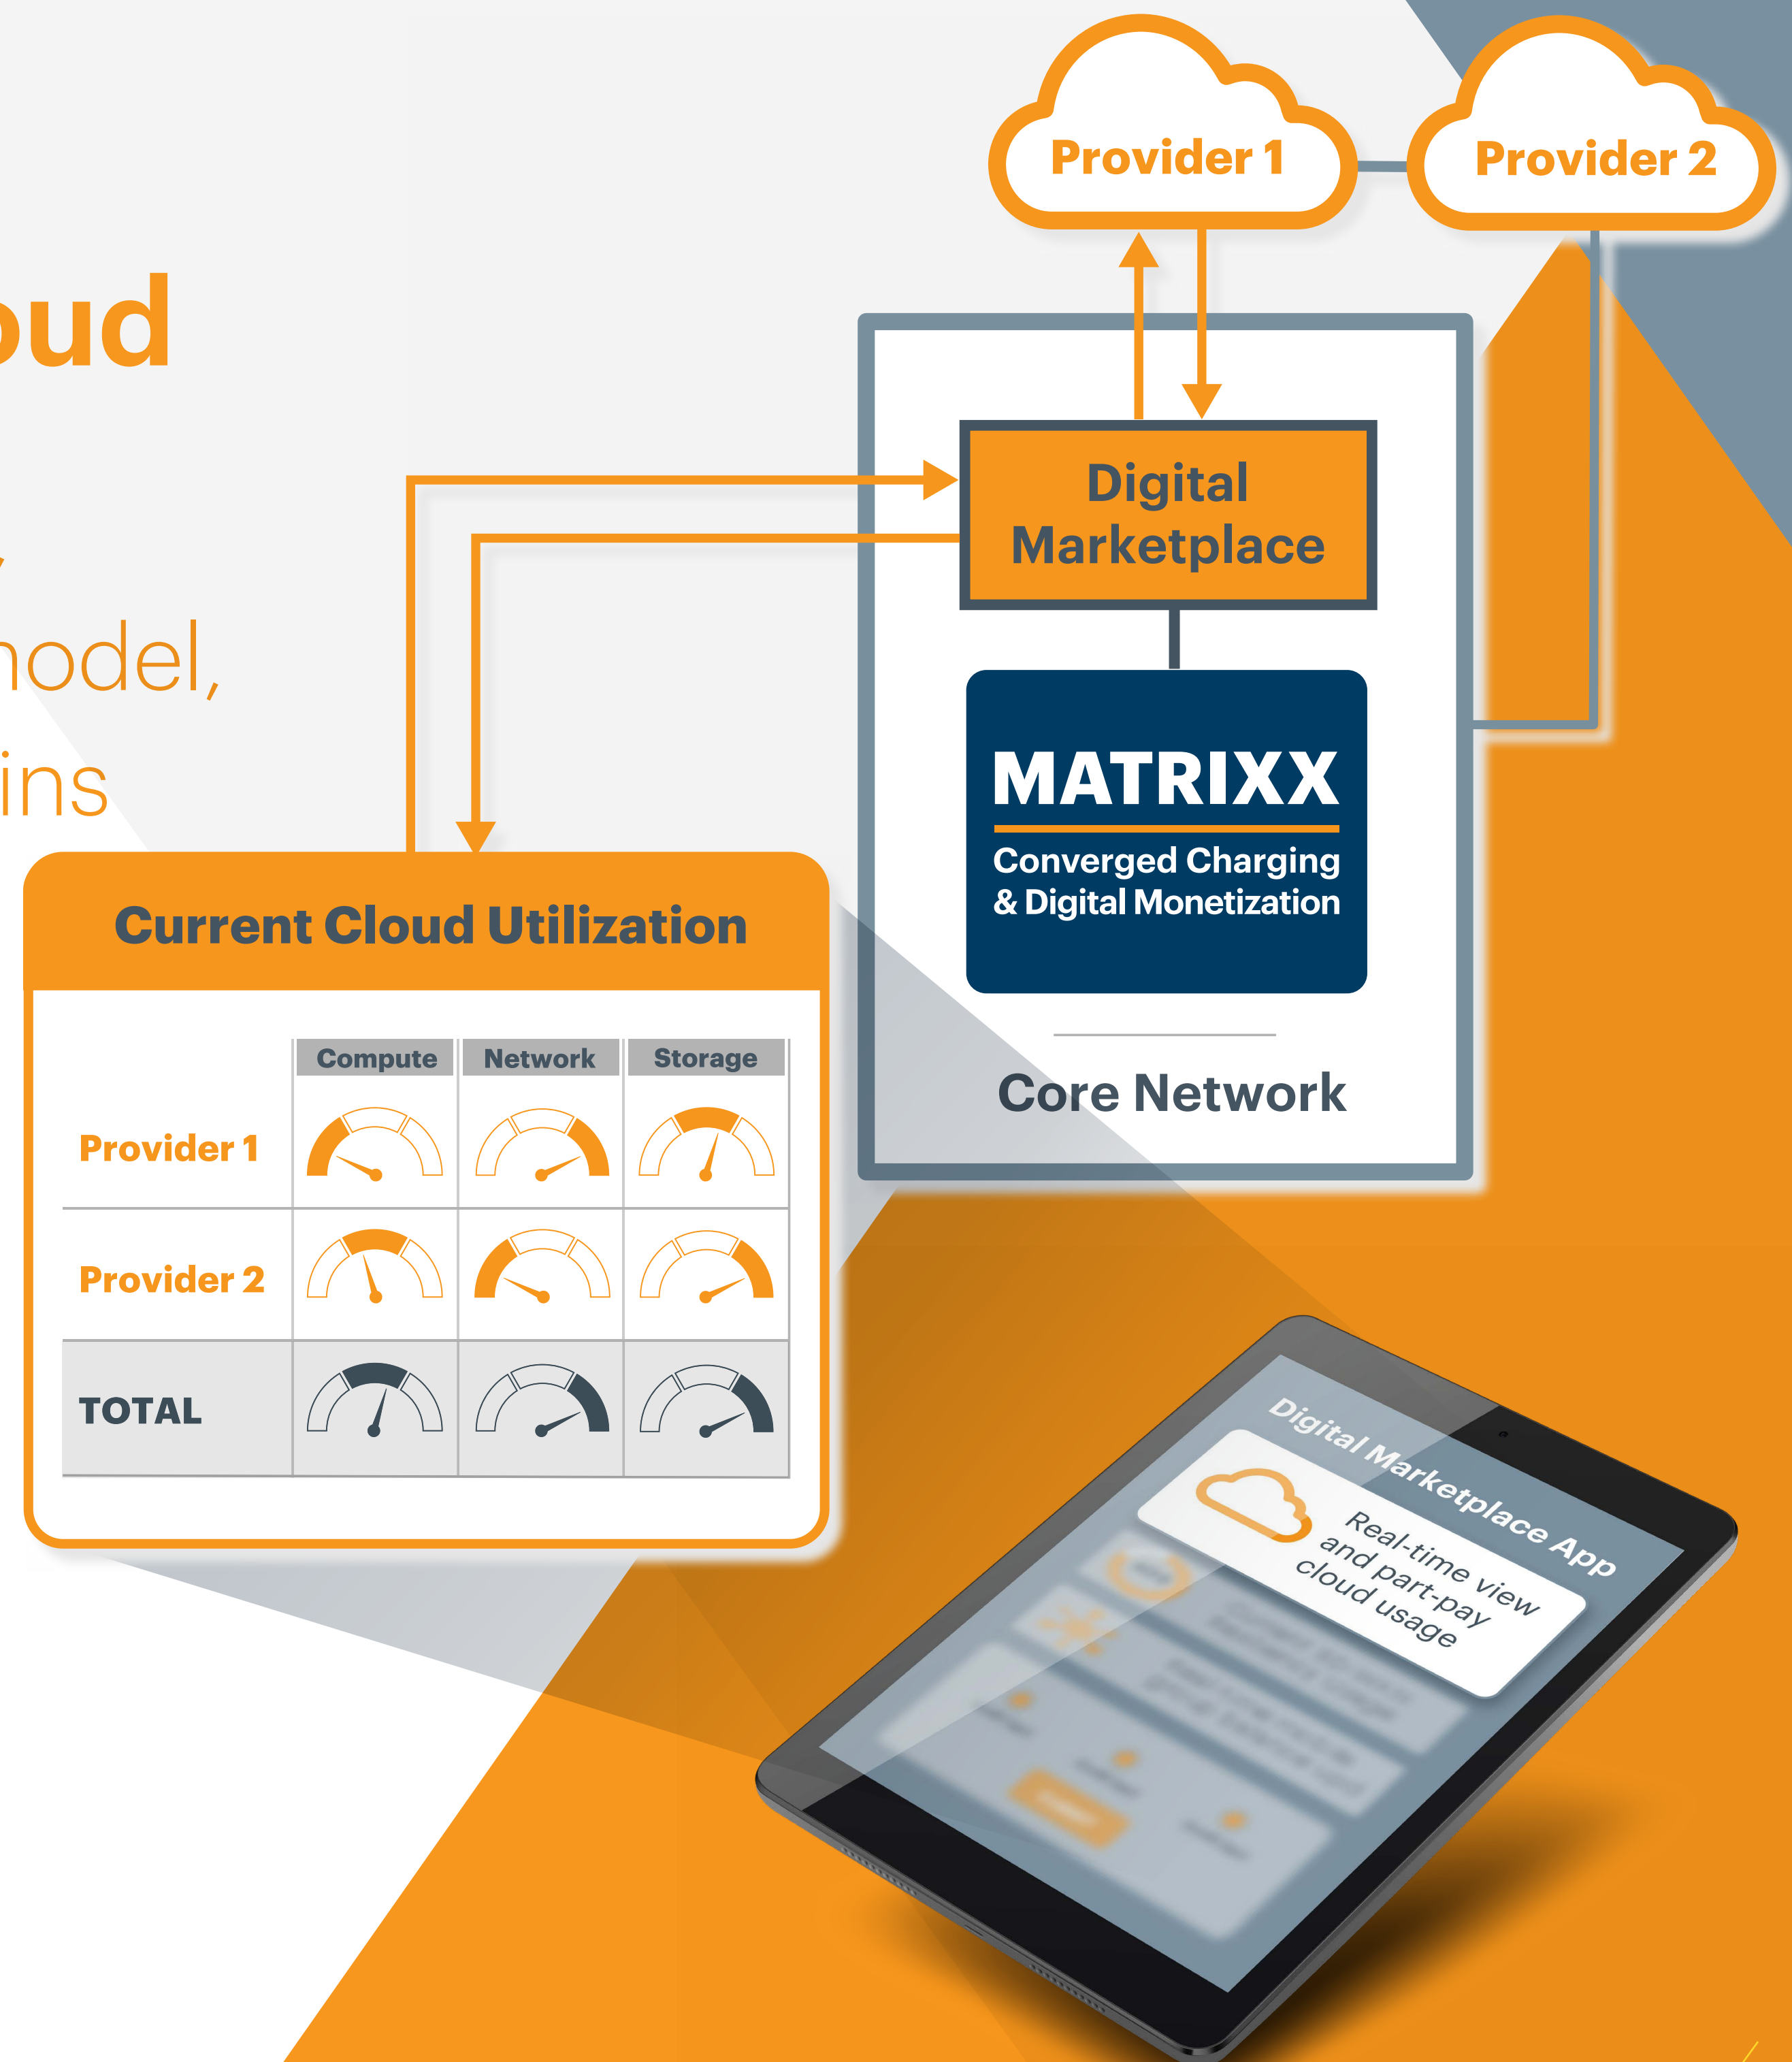 Provider 1
Provider 2
oud
Digital
Marketplace
nodel,
ins
MATRIXX
Converged Charging
& Digital Monetization
Core Network
Current Cloud Utilization
Compute Network Storage
Provider 1
Provider 2
TOTAL
Digital Marketplace App
Real-time view
and part-pay
cloud usage